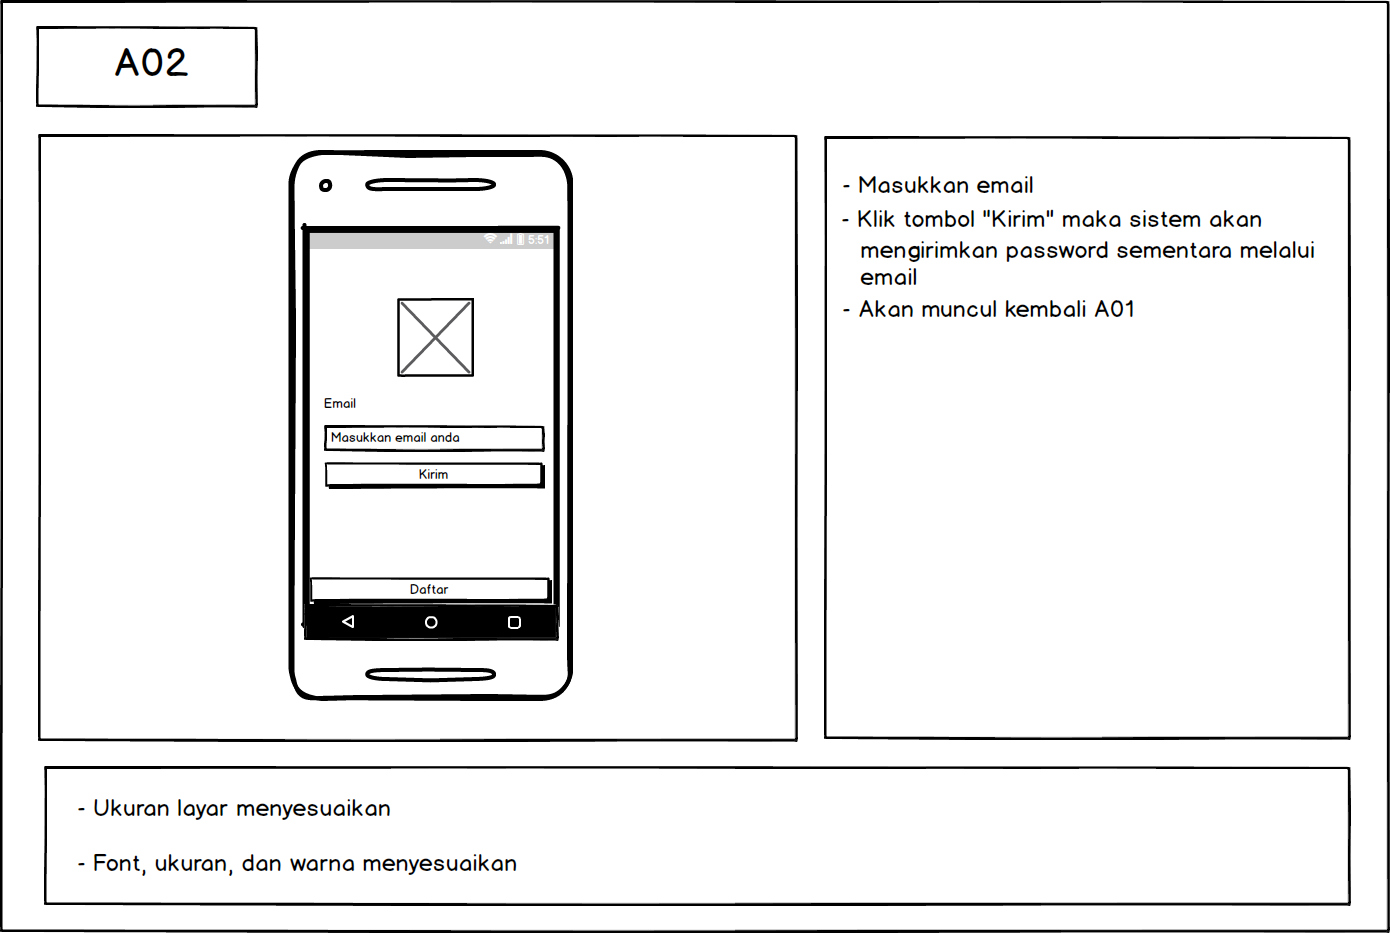 A02
5:51
Email
Masukkan email anda
Kirim
Daftar
- Masukkan email
- Klik tombol "Kirim" maka sistem akan
mengirimkan password sementara melalui
email
- Akan muncul kembali A01
- Ukuran layar menyesuaikan
- Font, ukuran, dan warna menyesuaikan